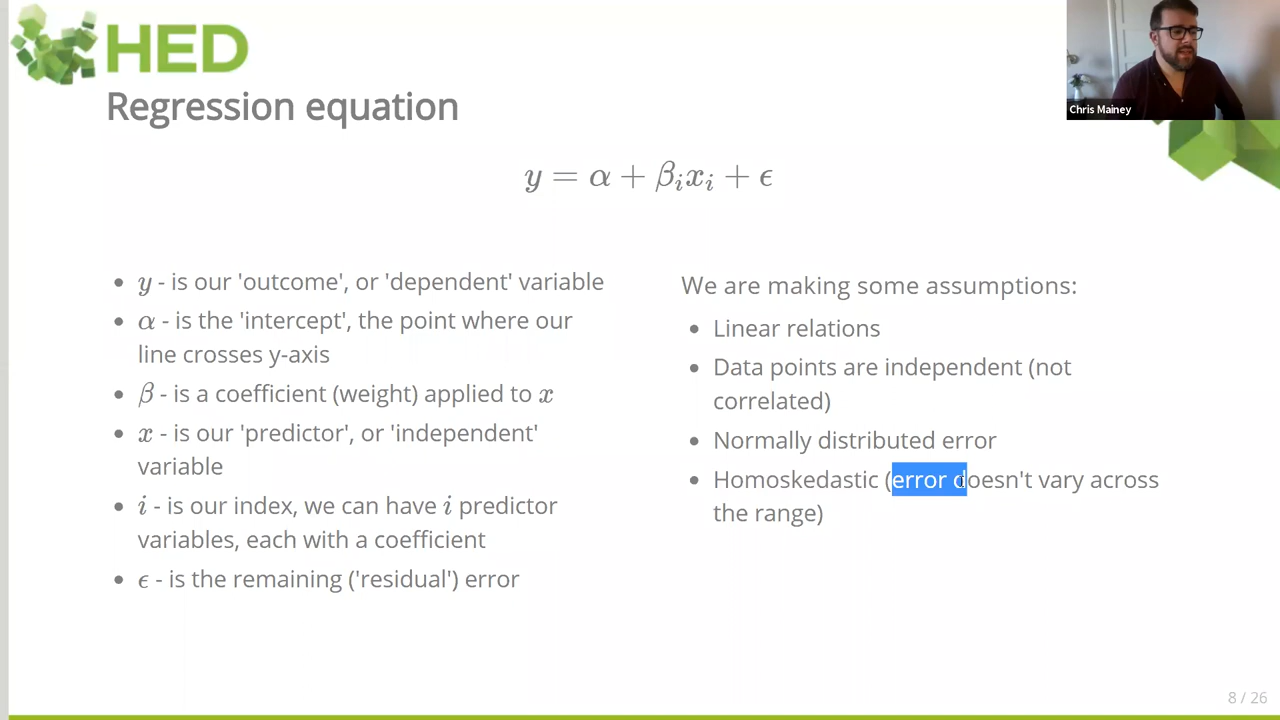 HED
Chris Mainey
Regression equation
y = α + βᵢxᵢ + ϵ
y - is our 'outcome', or 'dependent' variable
α - is the 'intercept', the point where our
line crosses y-axis
β - is a coefficient (weight) applied to x
x - is our 'predictor', or 'independent'
variable
i - is our index, we can have i predictor
variables, each with a coefficient
ϵ - is the remaining ('residual') error
We are making some assumptions:
Linear relations
Data points are independent (not
correlated)
Normally distributed error
Homoskedastic (error doesn't vary across
the range)
8 / 26